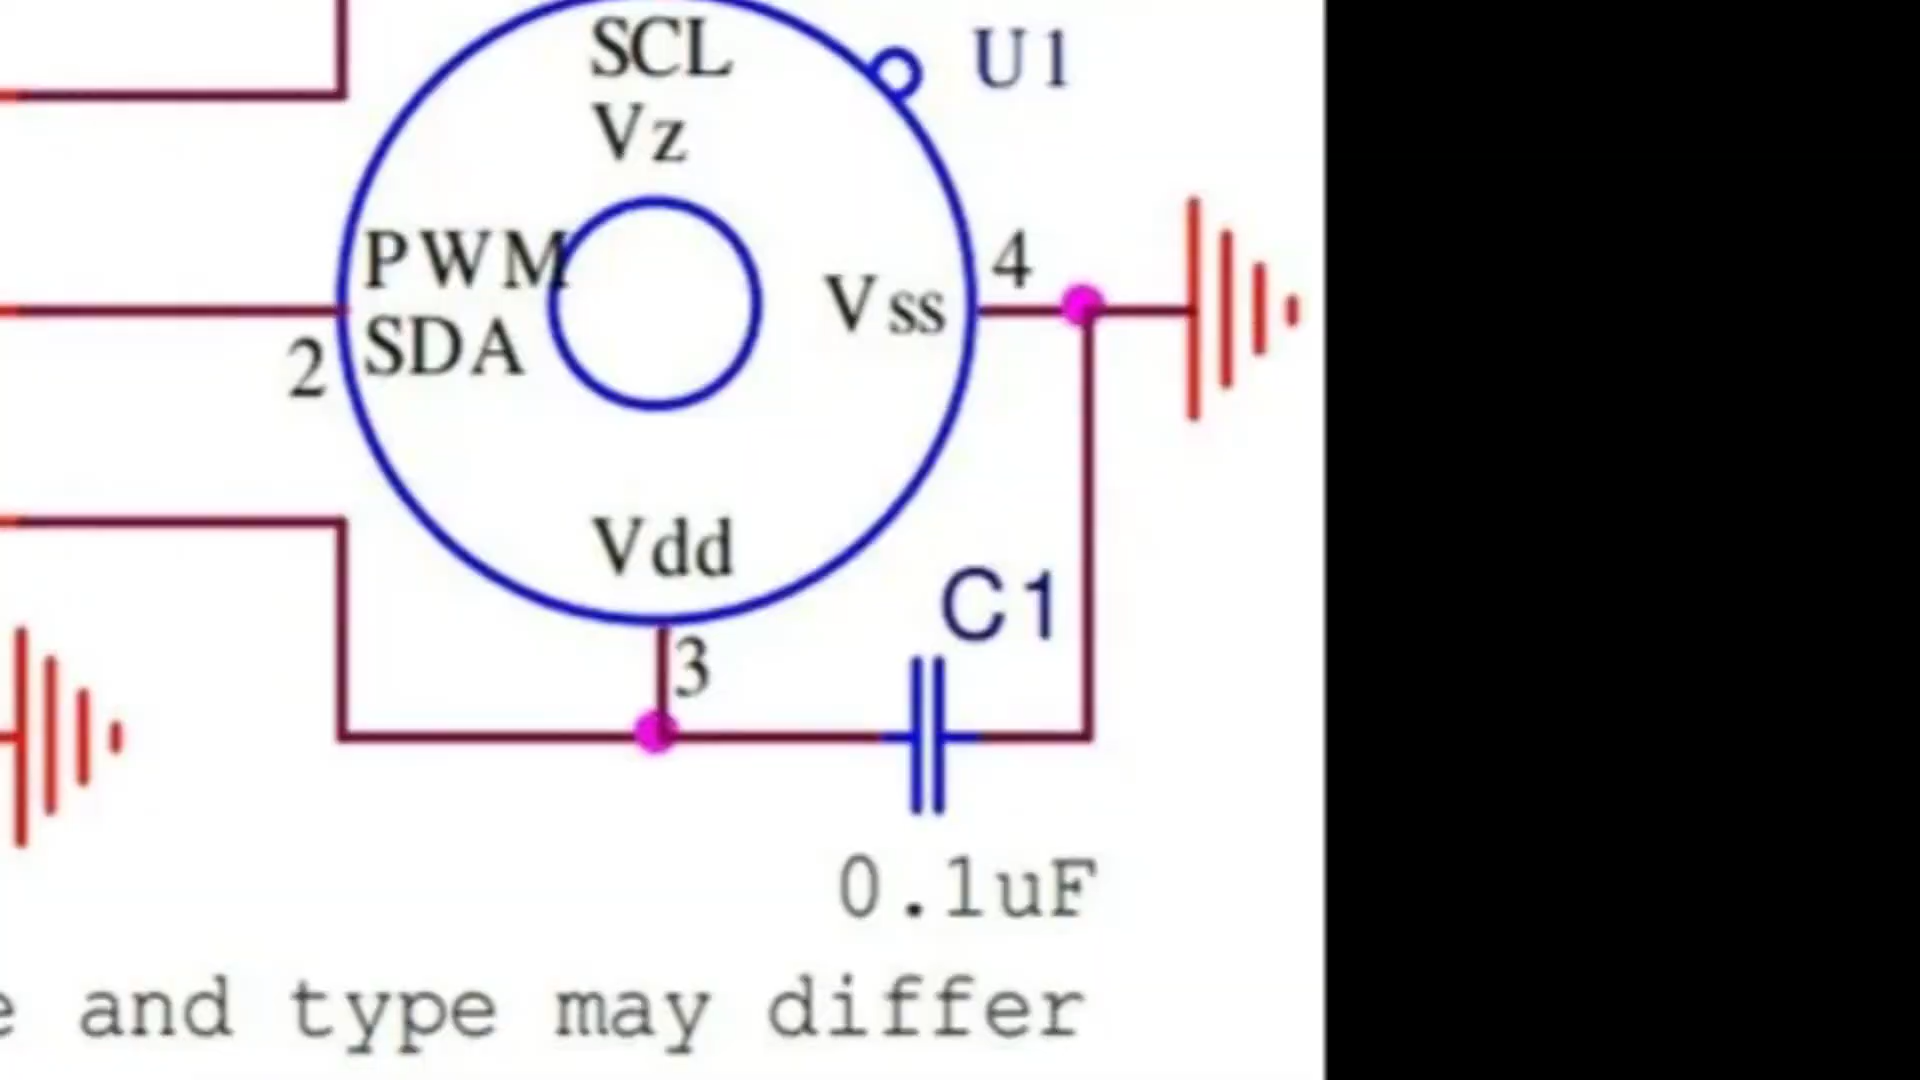 SCL
Vz
U1
PWM
SDA
2
Vss
4
Vdd
3
C1
0.1uF
e and type may differ